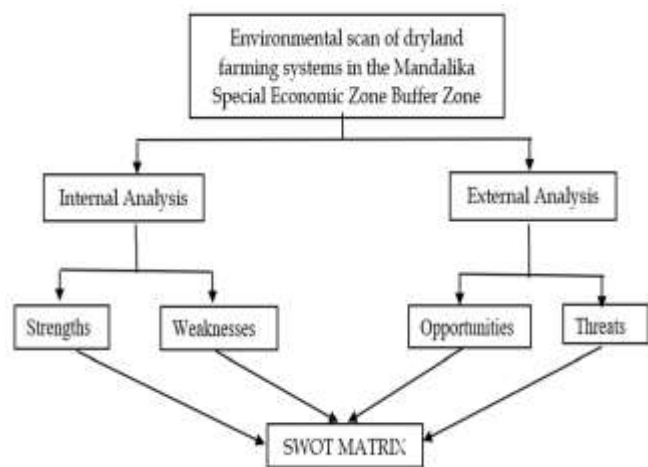 Environmental scan of dryland
farming systems in the Mandalika
Special Economic Zone Buffer Zone
Internal Analysis
External Analysis
Strengths
Weaknesses
Opportunities
Threats
SWOT MATRIX